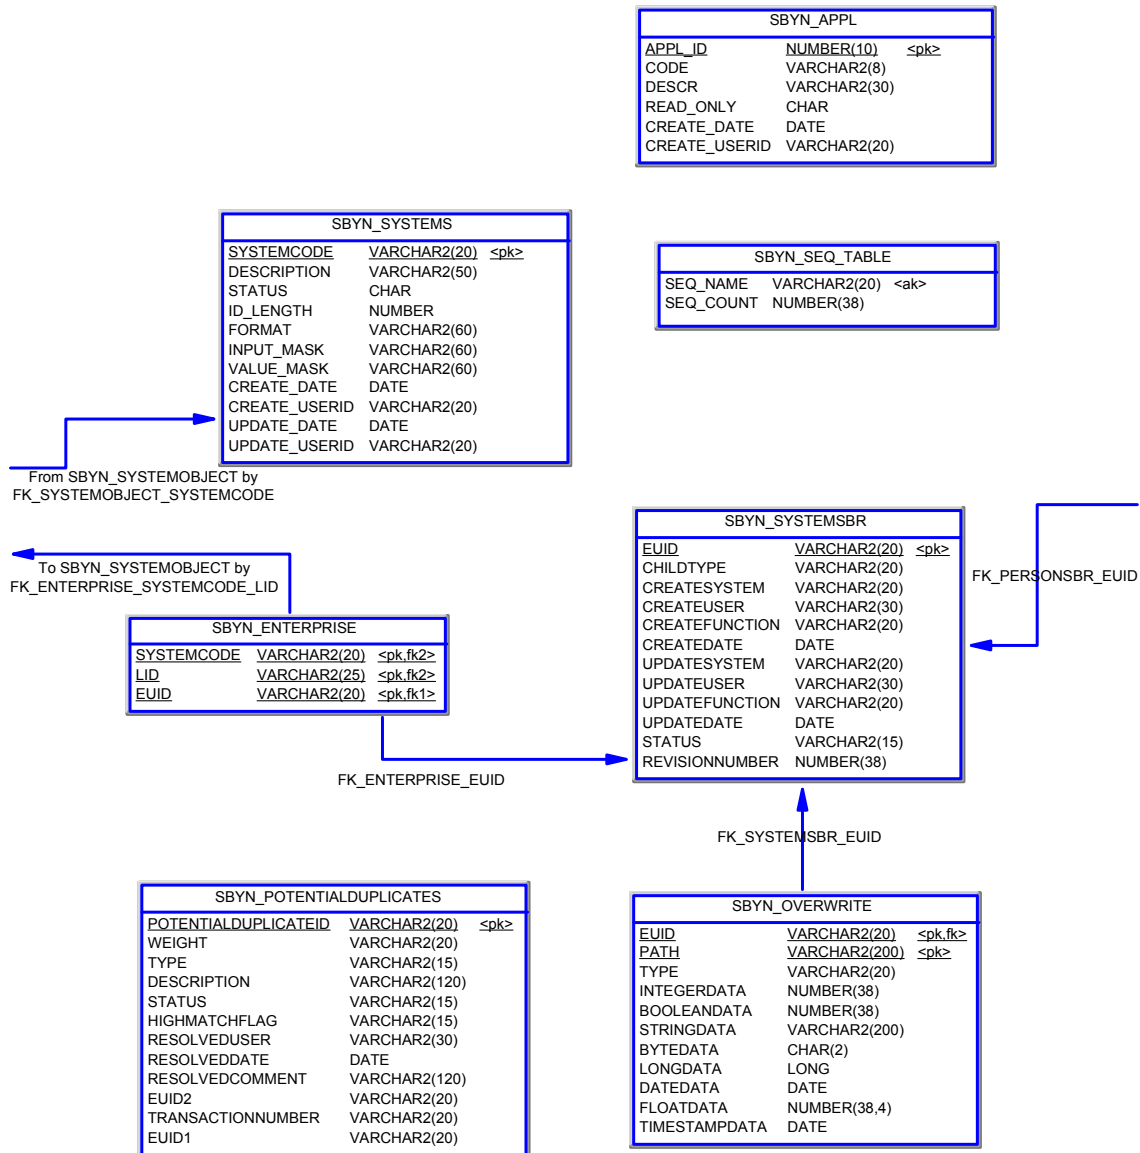 SBYN_APPL
APPL_ID NUMBER(10) <pk>
CODE VARCHAR2(8)
DESCR VARCHAR2(30)
READ_ONLY CHAR
CREATE_DATE DATE
CREATE_USERID VARCHAR2(20)
SBYN_SYSTEMS
SYSTEMCODE VARCHAR2(20) <pk>
DESCRIPTION VARCHAR2(50)
STATUS CHAR
ID_LENGTH NUMBER
FORMAT VARCHAR2(60)
INPUT_MASK VARCHAR2(60)
VALUE_MASK VARCHAR2(60)
CREATE_DATE DATE
CREATE_USERID VARCHAR2(20)
UPDATE_DATE DATE
UPDATE_USERID VARCHAR2(20)
SBYN_SEQ_TABLE
SEQ_NAME VARCHAR2(20) <ak>
SEQ_COUNT NUMBER(38)
From SBYN_SYSTEMOBJECT by
FK_SYSTEMOBJECT_SYSTEMCODE
To SBYN_SYSTEMOBJECT by
FK_ENTERPRISE_SYSTEMCODE_LID
SBYN_ENTERPRISE
SYSTEMCODE VARCHAR2(20) <pk,fk2>
LID VARCHAR2(25) <pk,fk2>
EUID VARCHAR2(20) <pk,fk1>
FK_ENTERPRISE_EUID
SBYN_SYSTEMSBR
EUID VARCHAR2(20) <pk>
CHILDTYPE VARCHAR2(20)
CREATESYSTEM VARCHAR2(20)
CREATEUSER VARCHAR2(30)
CREATEFUNCTION VARCHAR2(20)
CREATEDATE DATE
UPDATESYSTEM VARCHAR2(20)
UPDATEUSER VARCHAR2(30)
UPDATEFUNCTION VARCHAR2(20)
UPDATEDATE DATE
STATUS VARCHAR2(15)
REVISIONNUMBER NUMBER(38)
FK_PERSONSBR_EUID
FK_SYSTEMSBR_EUID
SBYN_POTENTIALDUPLICATES
POTENTIALDUPLICATEID VARCHAR2(20) <pk>
WEIGHT VARCHAR2(20)
TYPE VARCHAR2(15)
DESCRIPTION VARCHAR2(120)
STATUS VARCHAR2(15)
HIGHMATCHFLAG VARCHAR2(15)
RESOLVEDUSER VARCHAR2(30)
RESOLVEDDATE DATE
RESOLVEDCOMMENT VARCHAR2(120)
EUID2 VARCHAR2(20)
TRANSACTIONNUMBER VARCHAR2(20)
EUID1 VARCHAR2(20)
SBYN_OVERWRITE
EUID VARCHAR2(20) <pk,fk>
PATH VARCHAR2(200) <pk>
TYPE VARCHAR2(20)
INTEGERDATA NUMBER(38)
BOOLEANDATA NUMBER(38)
STRINGDATA VARCHAR2(200)
BYTEDATA CHAR(2)
LONGDATA LONG
DATEDATA DATE
FLOATDATA NUMBER(38,4)
TIMESTAMPDATA DATE